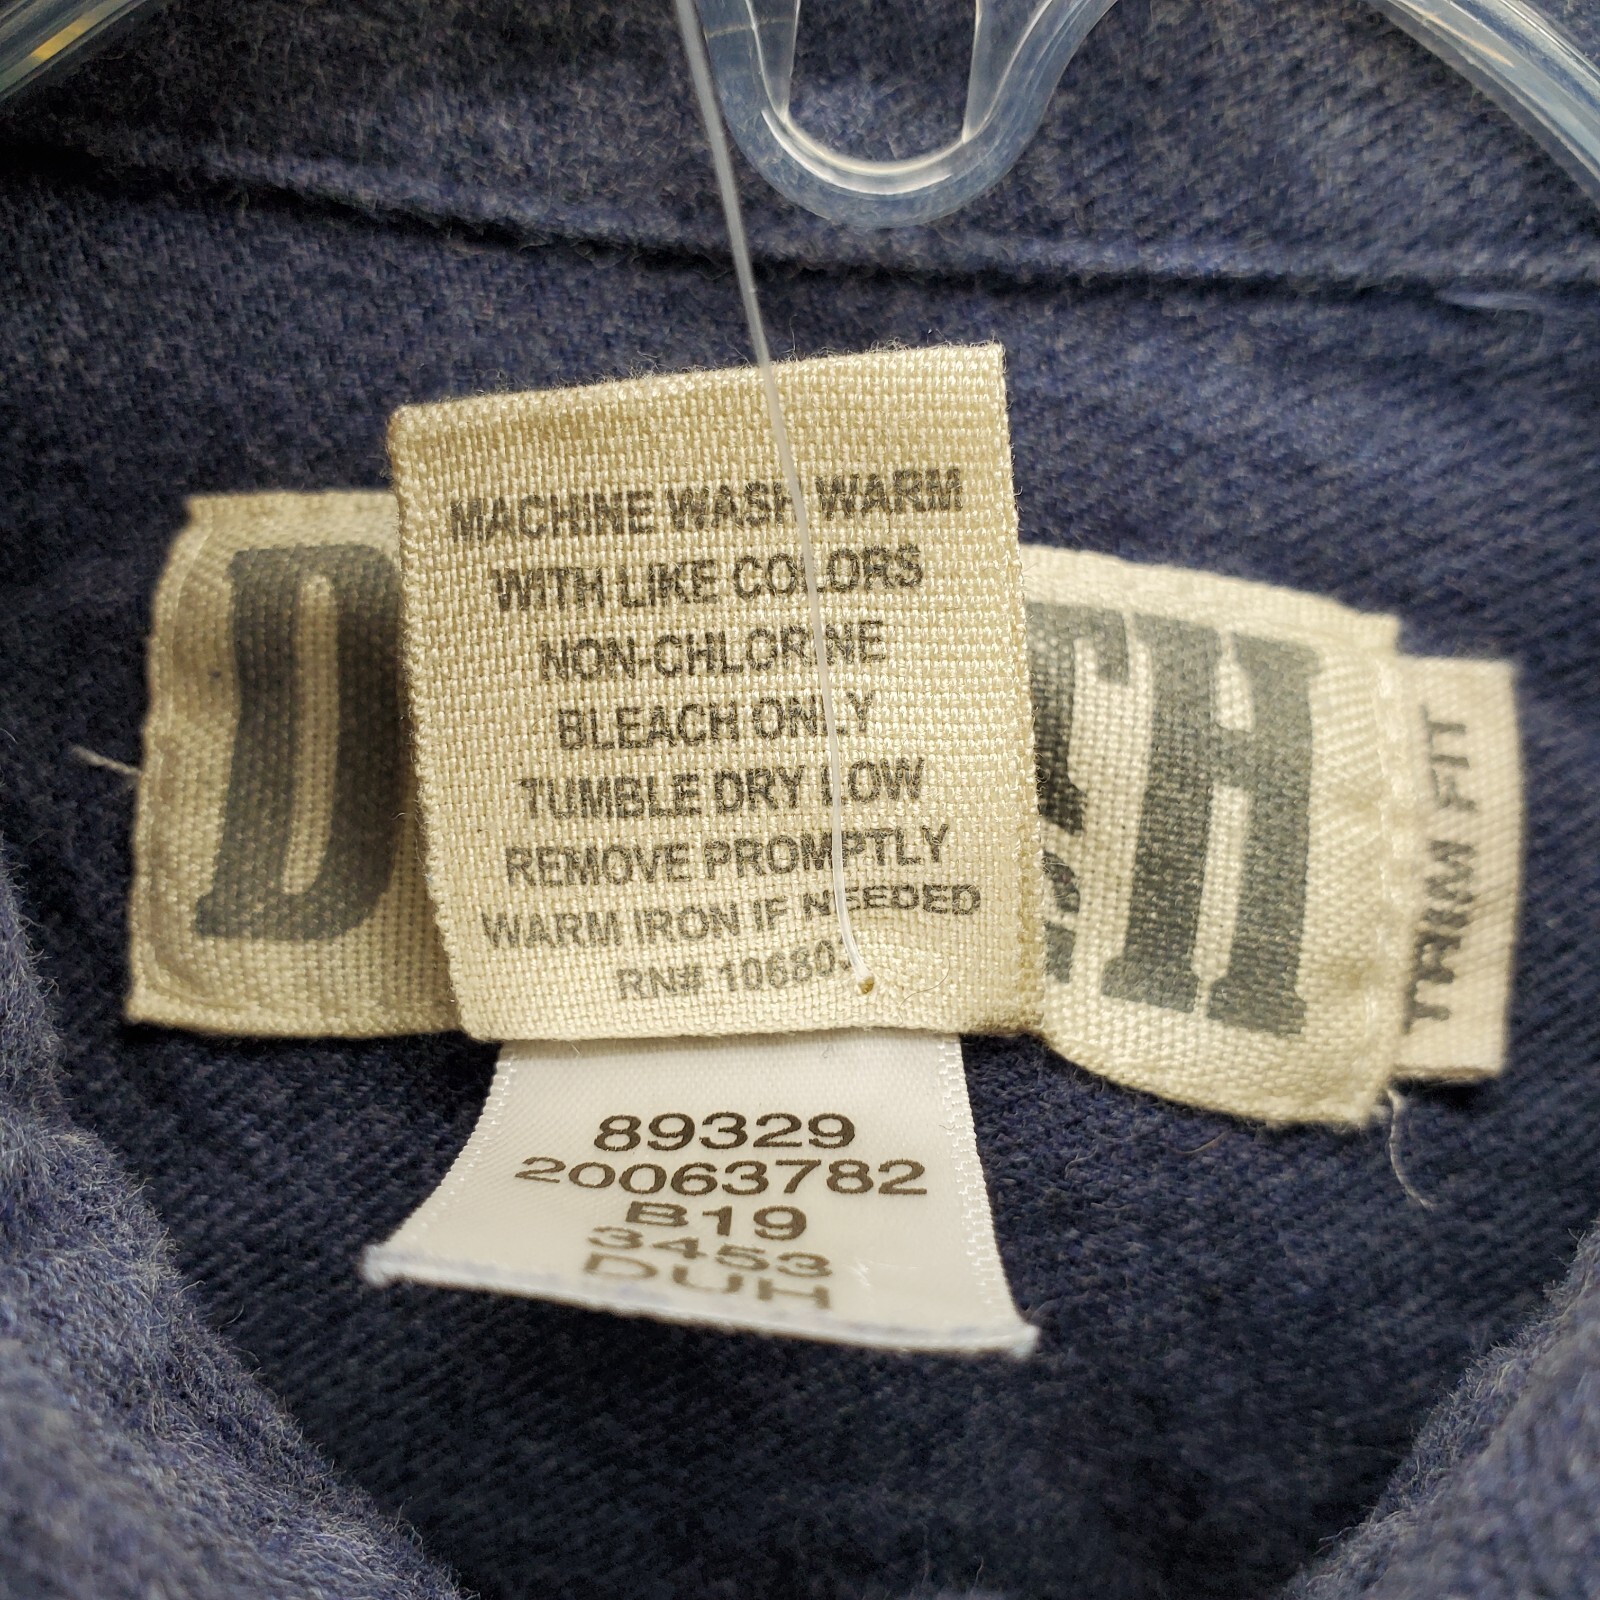 MACHINE WASH WARM
WITH LIKE COLORS
NON-CHLORINE
BLEACH ONLY
TUMBLE DRY LOW
REMOVE PROMPTLY
WARM IRON IF NEEDED
RN#
TRIM FIT
89329
20063782
B19
3453
DUH